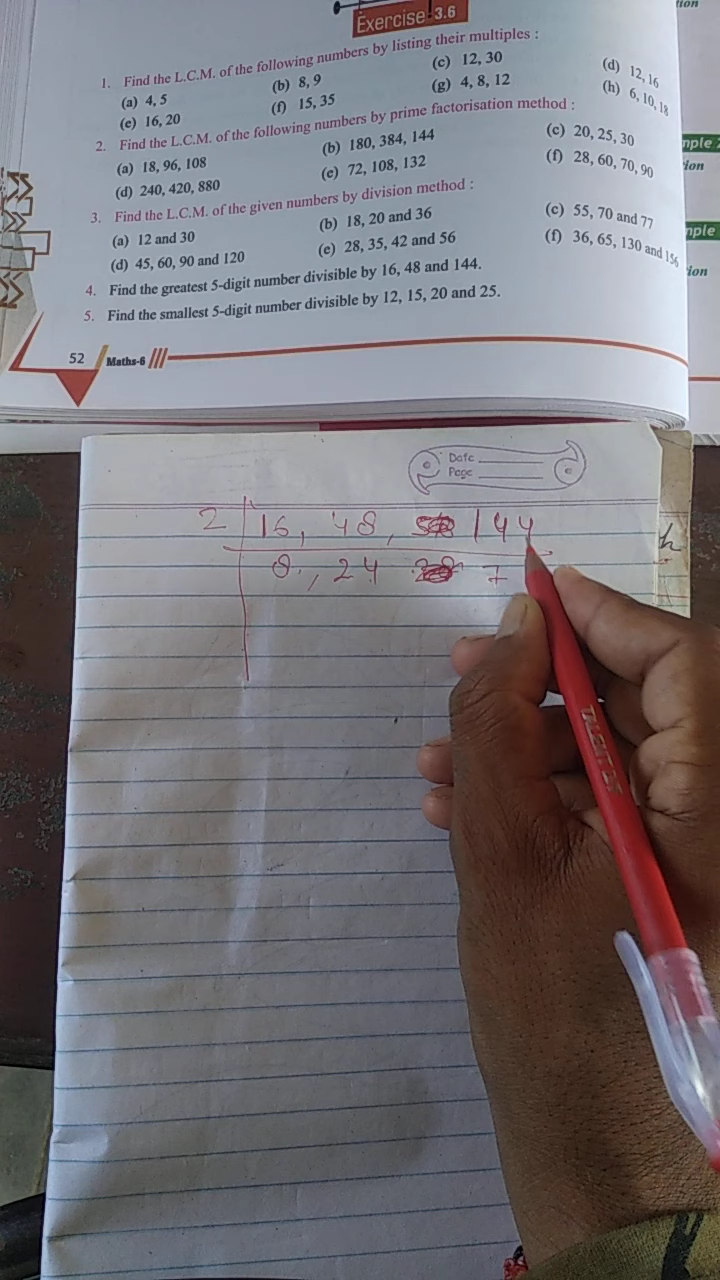 tion
Exercise 3.6
1. Find the L.C.M. of the following numbers by listing their multiples :
(a) 4, 5 (b) 8, 9 (c) 12, 30 (d) 12, 16
(e) 16, 20 (f) 15, 35 (g) 4, 8, 12 (h) 6, 10, 18
2. Find the L.C.M. of the following numbers by prime factorisation method :
(a) 18, 96, 108 (b) 180, 384, 144 (c) 20, 25, 30
(d) 240, 420, 880 (e) 72, 108, 132 (f) 28, 60, 70, 90
3. Find the L.C.M. of the given numbers by division method :
(a) 12 and 30 (b) 18, 20 and 36 (c) 55, 70 and 77
(d) 45, 60, 90 and 120 (e) 28, 35, 42 and 56 (f) 36, 65, 130 and 156
4. Find the greatest 5-digit number divisible by 16, 48 and 144.
5. Find the smallest 5-digit number divisible by 12, 15, 20 and 25.
52 Maths-6
mple
ion
mple
ion
Date
Page
2 16, 48, 144
8, 24 7
TALENT